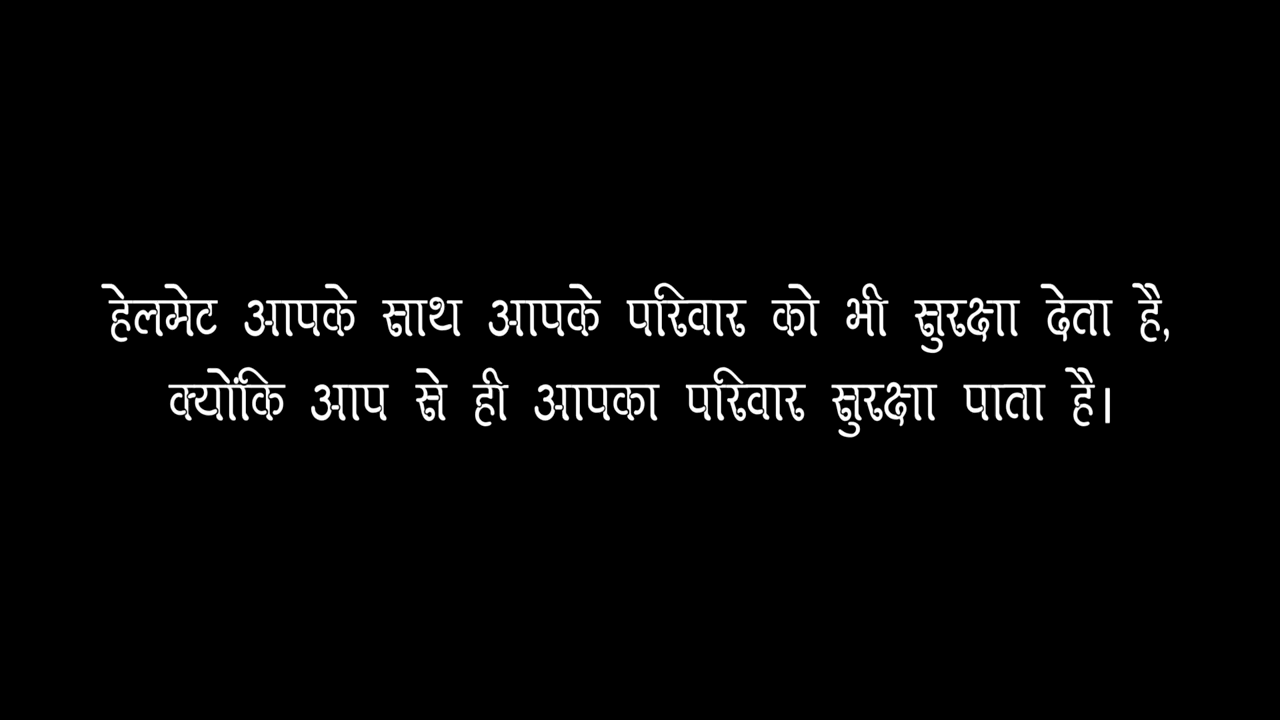 हेलमेट आपके साथ आपके परिवार को भी सुरक्षा देता है,
क्योंकि आप से ही आपका परिवार सुरक्षा पाता है।